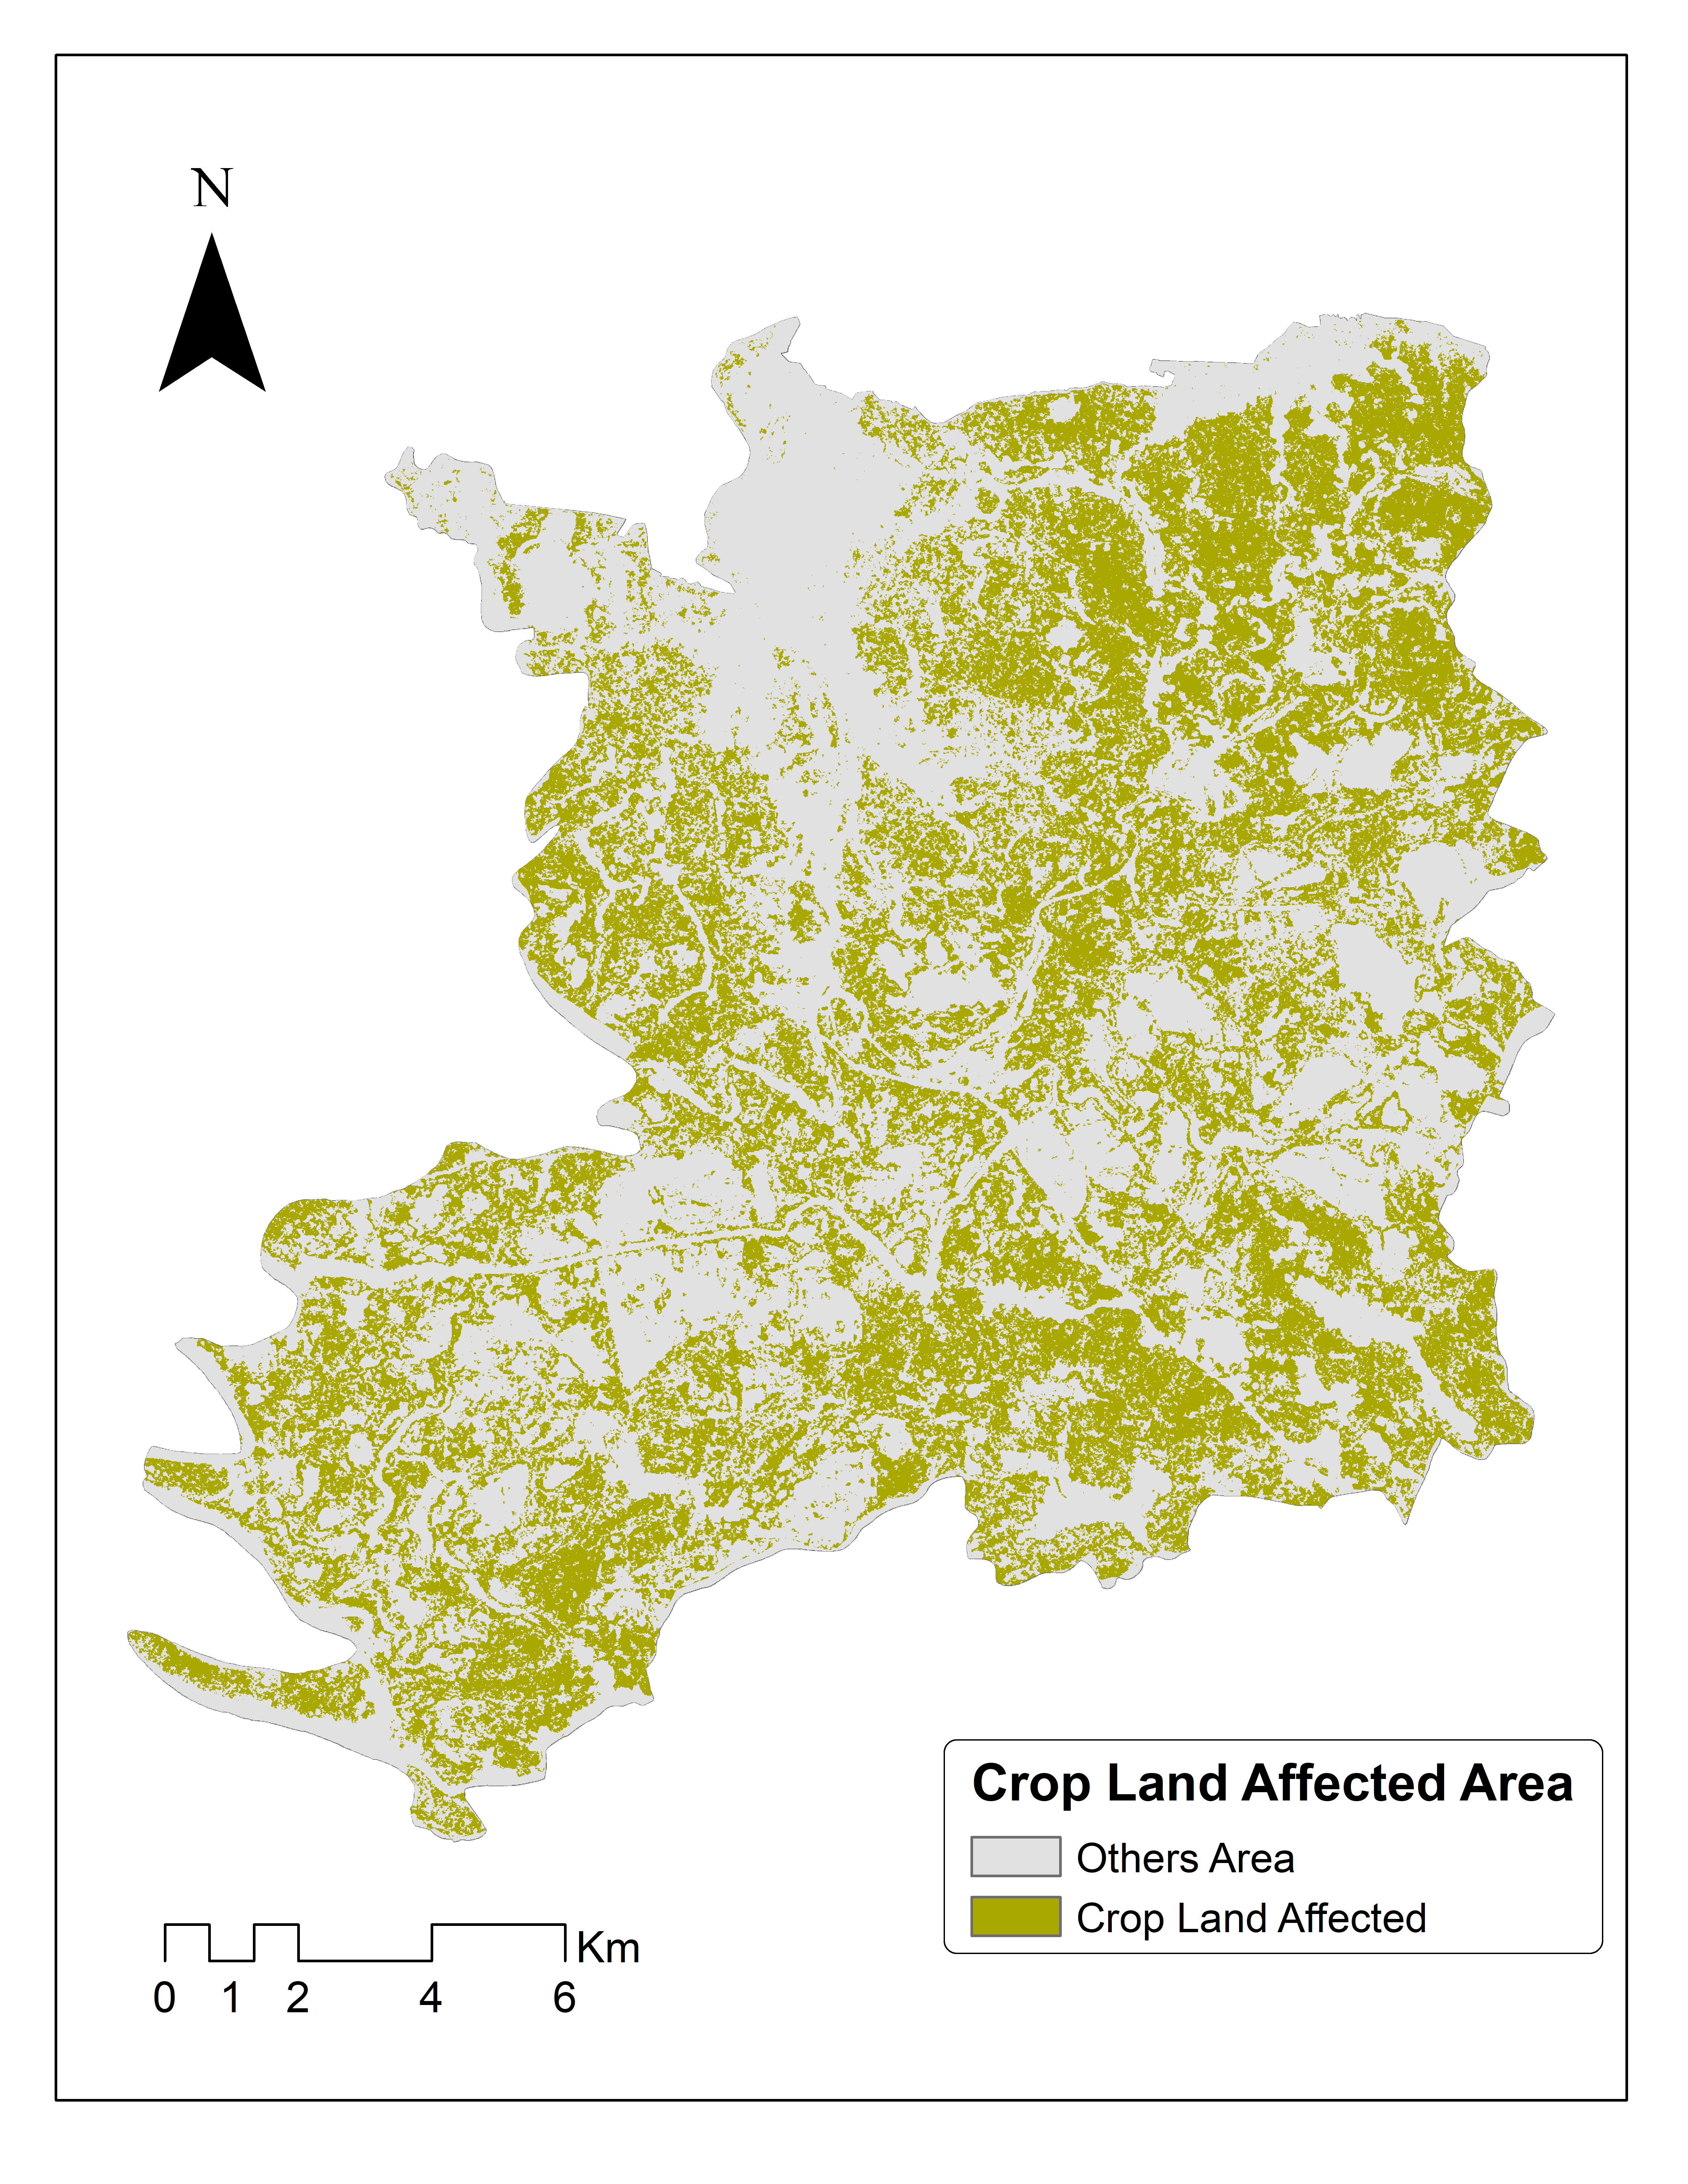 N
Crop Land Affected Area
Others Area
Crop Land Affected
Km
0 1 2 4 6